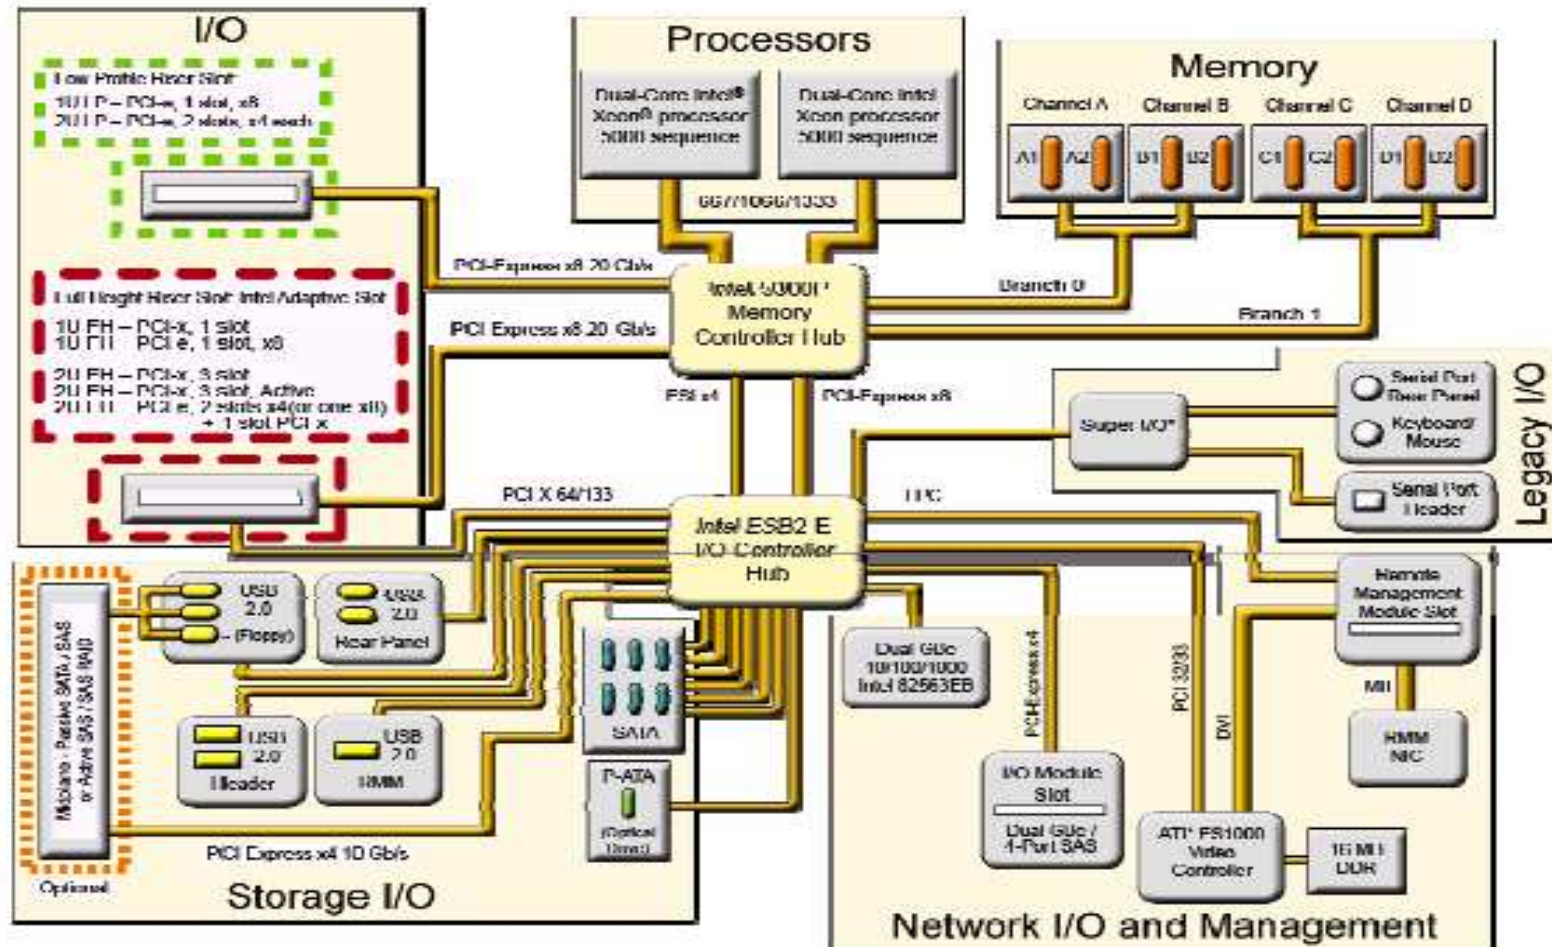 I/O
Low Profile Riser Slot:
1U LP – PCI-e, 1 slot, x8
2U LP – PCI-e, 2 slots, x4 each
Full Height Riser Slot: Intel Adaptive Slot
1U FH – PCI-x, 1 slot
1U FH – PCI e, 1 slot, x8
2U FH – PCI-x, 3 slot
2U FH – PCI-x, 3 slot, Active
2U FH – PCI e, 2 slots x4(or one x8)
+ 1 slot PCI x
Processors
Dual-Core Intel®
Xeon® processor
5000 sequence
Dual-Core Intel
Xeon processor
5000 sequence
667/1066/1333
Memory
Channel A
Channel B
Channel C
Channel D
A1
A2
B1
B2
C1
C2
D1
D2
PCI-Express x8 20 Gb/s
PCI Express x8 20 Gb/s
Intel 5000P
Memory
Controller Hub
Branch 0
Branch 1
ESI x4
PCI-Express x8
Legacy I/O
Super I/O*
Serial Port
Rear Panel
Keyboard/
Mouse
Serial Port
Header
PCI X 64/133
LPC
Intel ESB2 E
I/O Controller
Hub
Midplane - Passive SATA / SAS
or Active SAS / SAS RAID
Optional
USB
2.0
– (Floppy)
2.0
Rear Panel
USB
2.0
Header
USB
2.0
RMM
SATA
P-ATA
(Optical
Drive)
PCI Express x4 10 Gb/s
Storage I/O
Dual GBe
10/100/1000
Intel 82563EB
PCI-Express x4
PCI 32/33
DVI
Remote
Management
Module Slot
MII
RMM
NIC
I/O Module
Slot
Dual GBe /
4-Port SAS
ATI* ES1000
Video
Controller
16 MB
DDR
Network I/O and Management